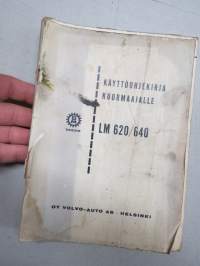 KÄYTTÖOHJEKIRJA
KUORMAAJALLE
LM 620/640
OY VOLVO-AUTO AB HELSINKI